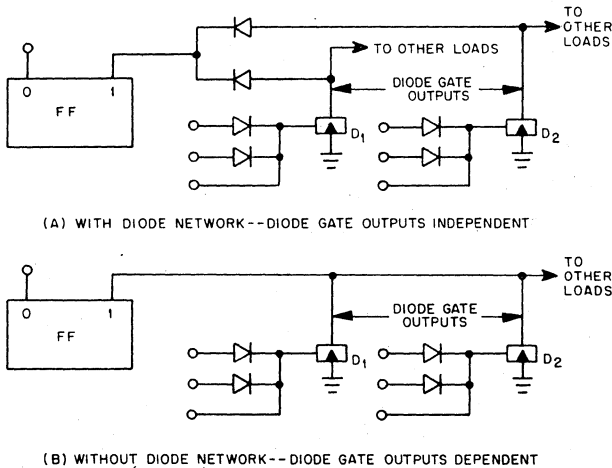 TO
OTHER
LOADS
TO OTHER LOADS
0 1
FF
DIODE GATE
OUTPUTS
D1
D2
(A) WITH DIODE NETWORK--DIODE GATE OUTPUTS INDEPENDENT
TO
OTHER
LOADS
0 1
FF
DIODE GATE
OUTPUTS
D1
D2
(B) WITHOUT DIODE NETWORK--DIODE GATE OUTPUTS DEPENDENT